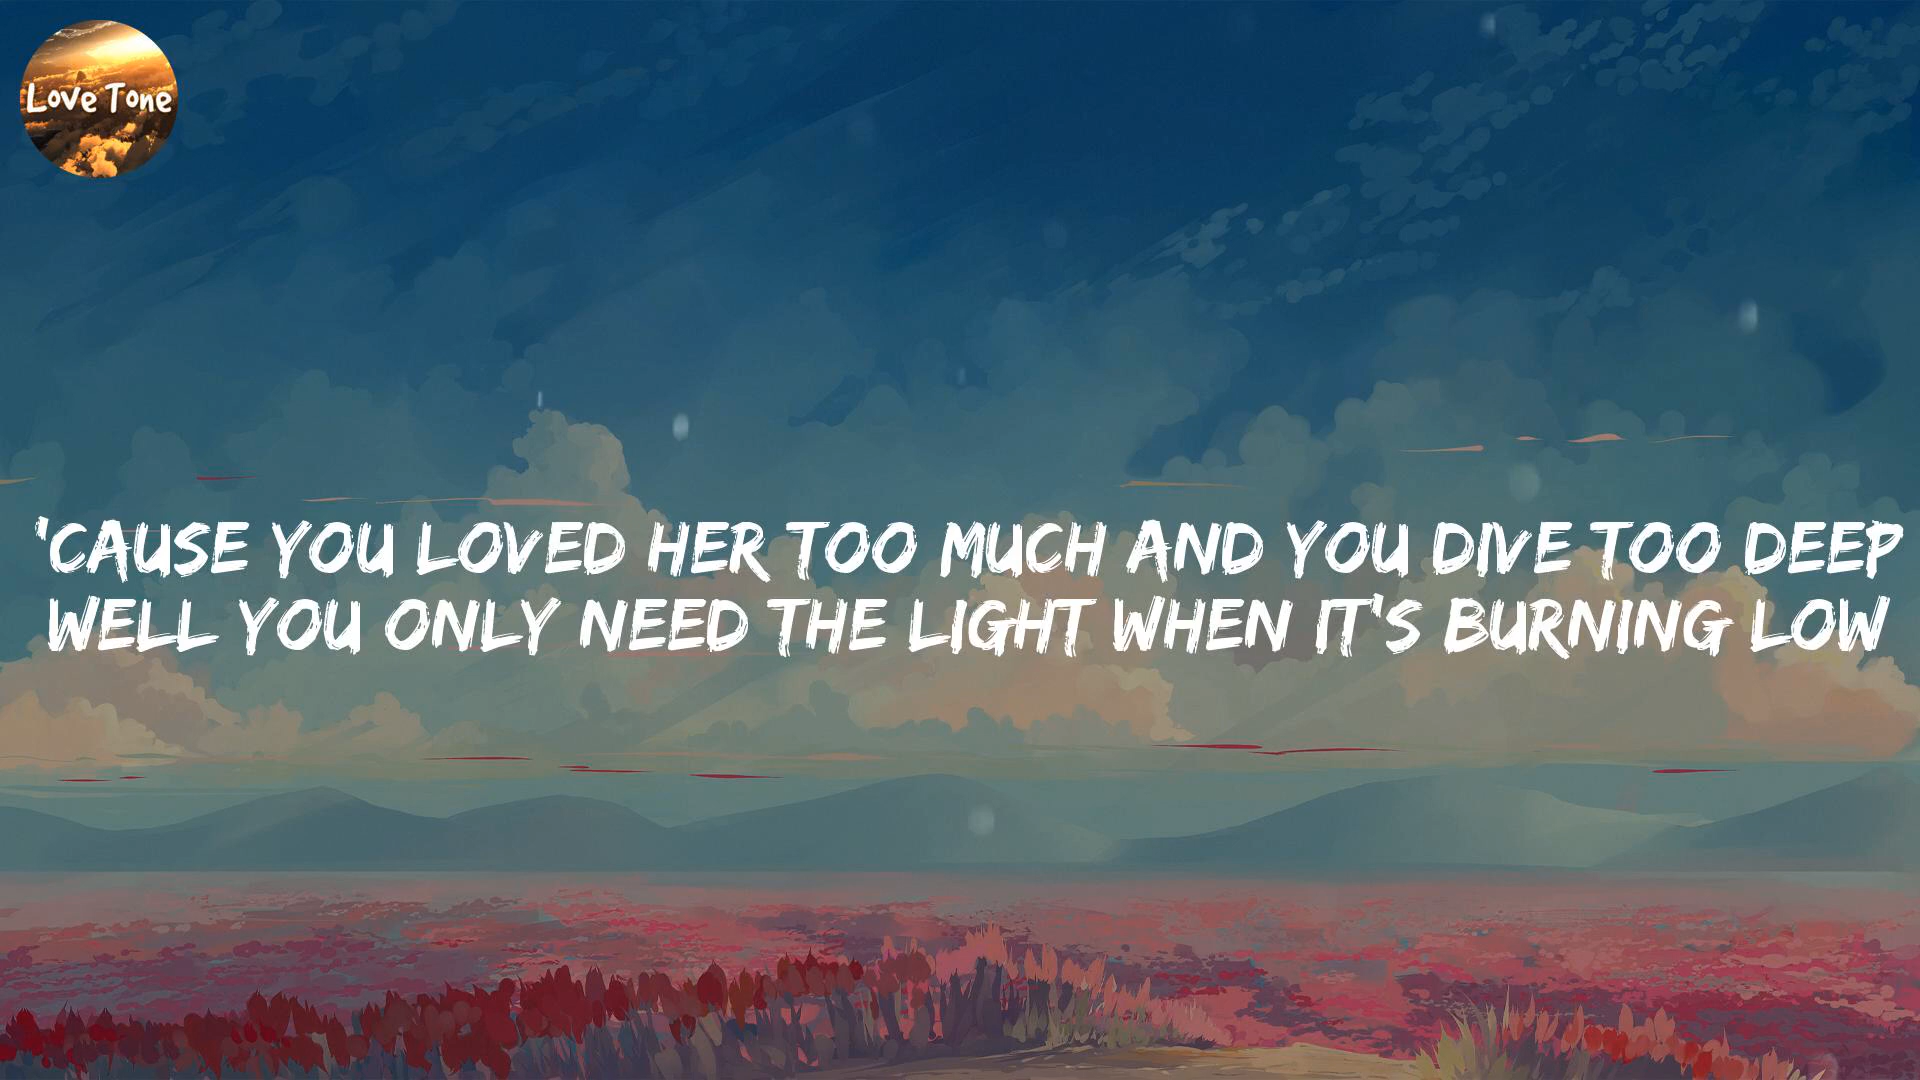 Love Tone
'CAUSE YOU LOVED HER TOO MUCH AND YOU DIVE TOO DEEP
WELL YOU ONLY NEED THE LIGHT WHEN IT'S BURNING LOW